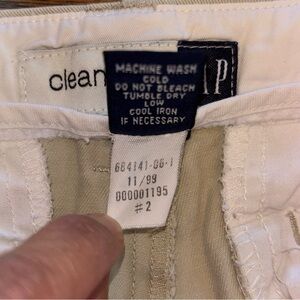 clean
MACHINE WASH
COLD
DO NOT BLEACH
TUMBLE DRY
LOW
COOL IRON
IF NECESSARY
P
664141-00-1
11/99
000001195
#2